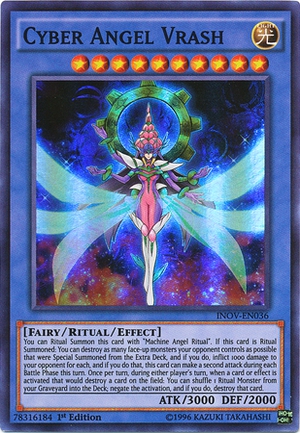 CYBER ANGEL VRASH
LIGHT
光
INOV-EN036
[FAIRY/RITUAL/EFFECT]
You can Ritual Summon this card with "Machine Angel Ritual". If this card is Ritual
Summoned: You can destroy as many face-up monsters your opponent controls as possible
that were Special Summoned from the Extra Deck, and if you do, inflict 1000 damage to
your opponent for each, and if you do that, this card can make a second attack during each
Battle Phase this turn. Once per turn, during either player's turn, when a card or effect is
activated that would destroy a card on the field: You can shuffle 1 Ritual Monster from
your Graveyard into the Deck; negate the activation, and if you do, destroy all that.
ATK/3000 DEF/2000
78316184 1st Edition ©1996 KAZUKI TAKAHASHI